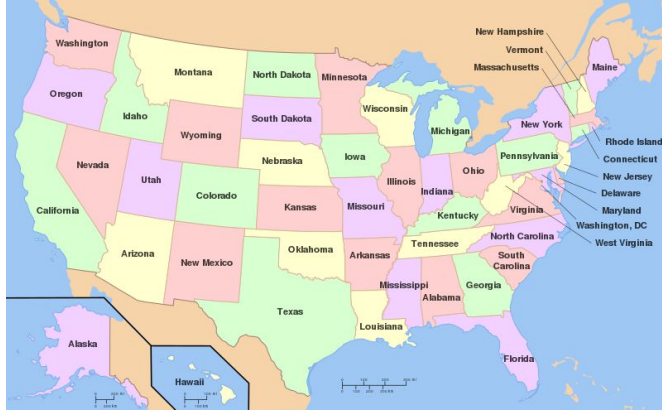 New Hampshire
Vermont
Massachusetts
Washington
Montana
North Dakota
Minnesota
Maine
Oregon
Idaho
Wisconsin
South Dakota
Michigan
New York
Wyoming
Rhode Island
Connecticut
Iowa
Pennsylvania
Nebraska
New Jersey
Nevada
Utah
Ohio
Illinois
Indiana
Delaware
Colorado
California
Kansas
Missouri
Kentucky
Virginia
Maryland
Washington, DC
North Carolina
West Virginia
Tennessee
Oklahoma
Arizona
New Mexico
Arkansas
South
Carolina
Mississippi
Alabama
Georgia
Texas
Louisiana
Alaska
Florida
Hawaii